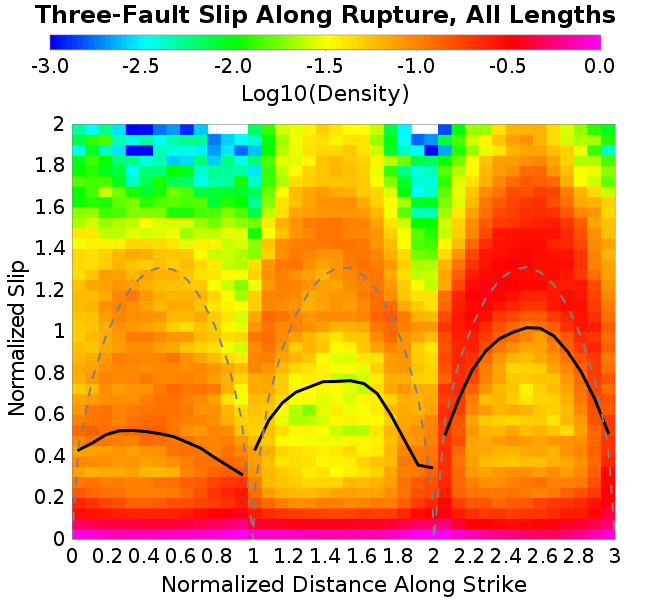 Three-Fault Slip Along Rupture, All Lengths
-3.0 -2.5 -2.0 -1.5 -1.0 -0.5 0.0
Log10(Density)
2
1.8
1.6
1.4
1.2
1
0.8
0.6
0.4
0.2
0
Normalized Slip
0 0.2 0.4 0.6 0.8 1 1.2 1.4 1.6 1.8 2 2.2 2.4 2.6 2.8 3
Normalized Distance Along Strike